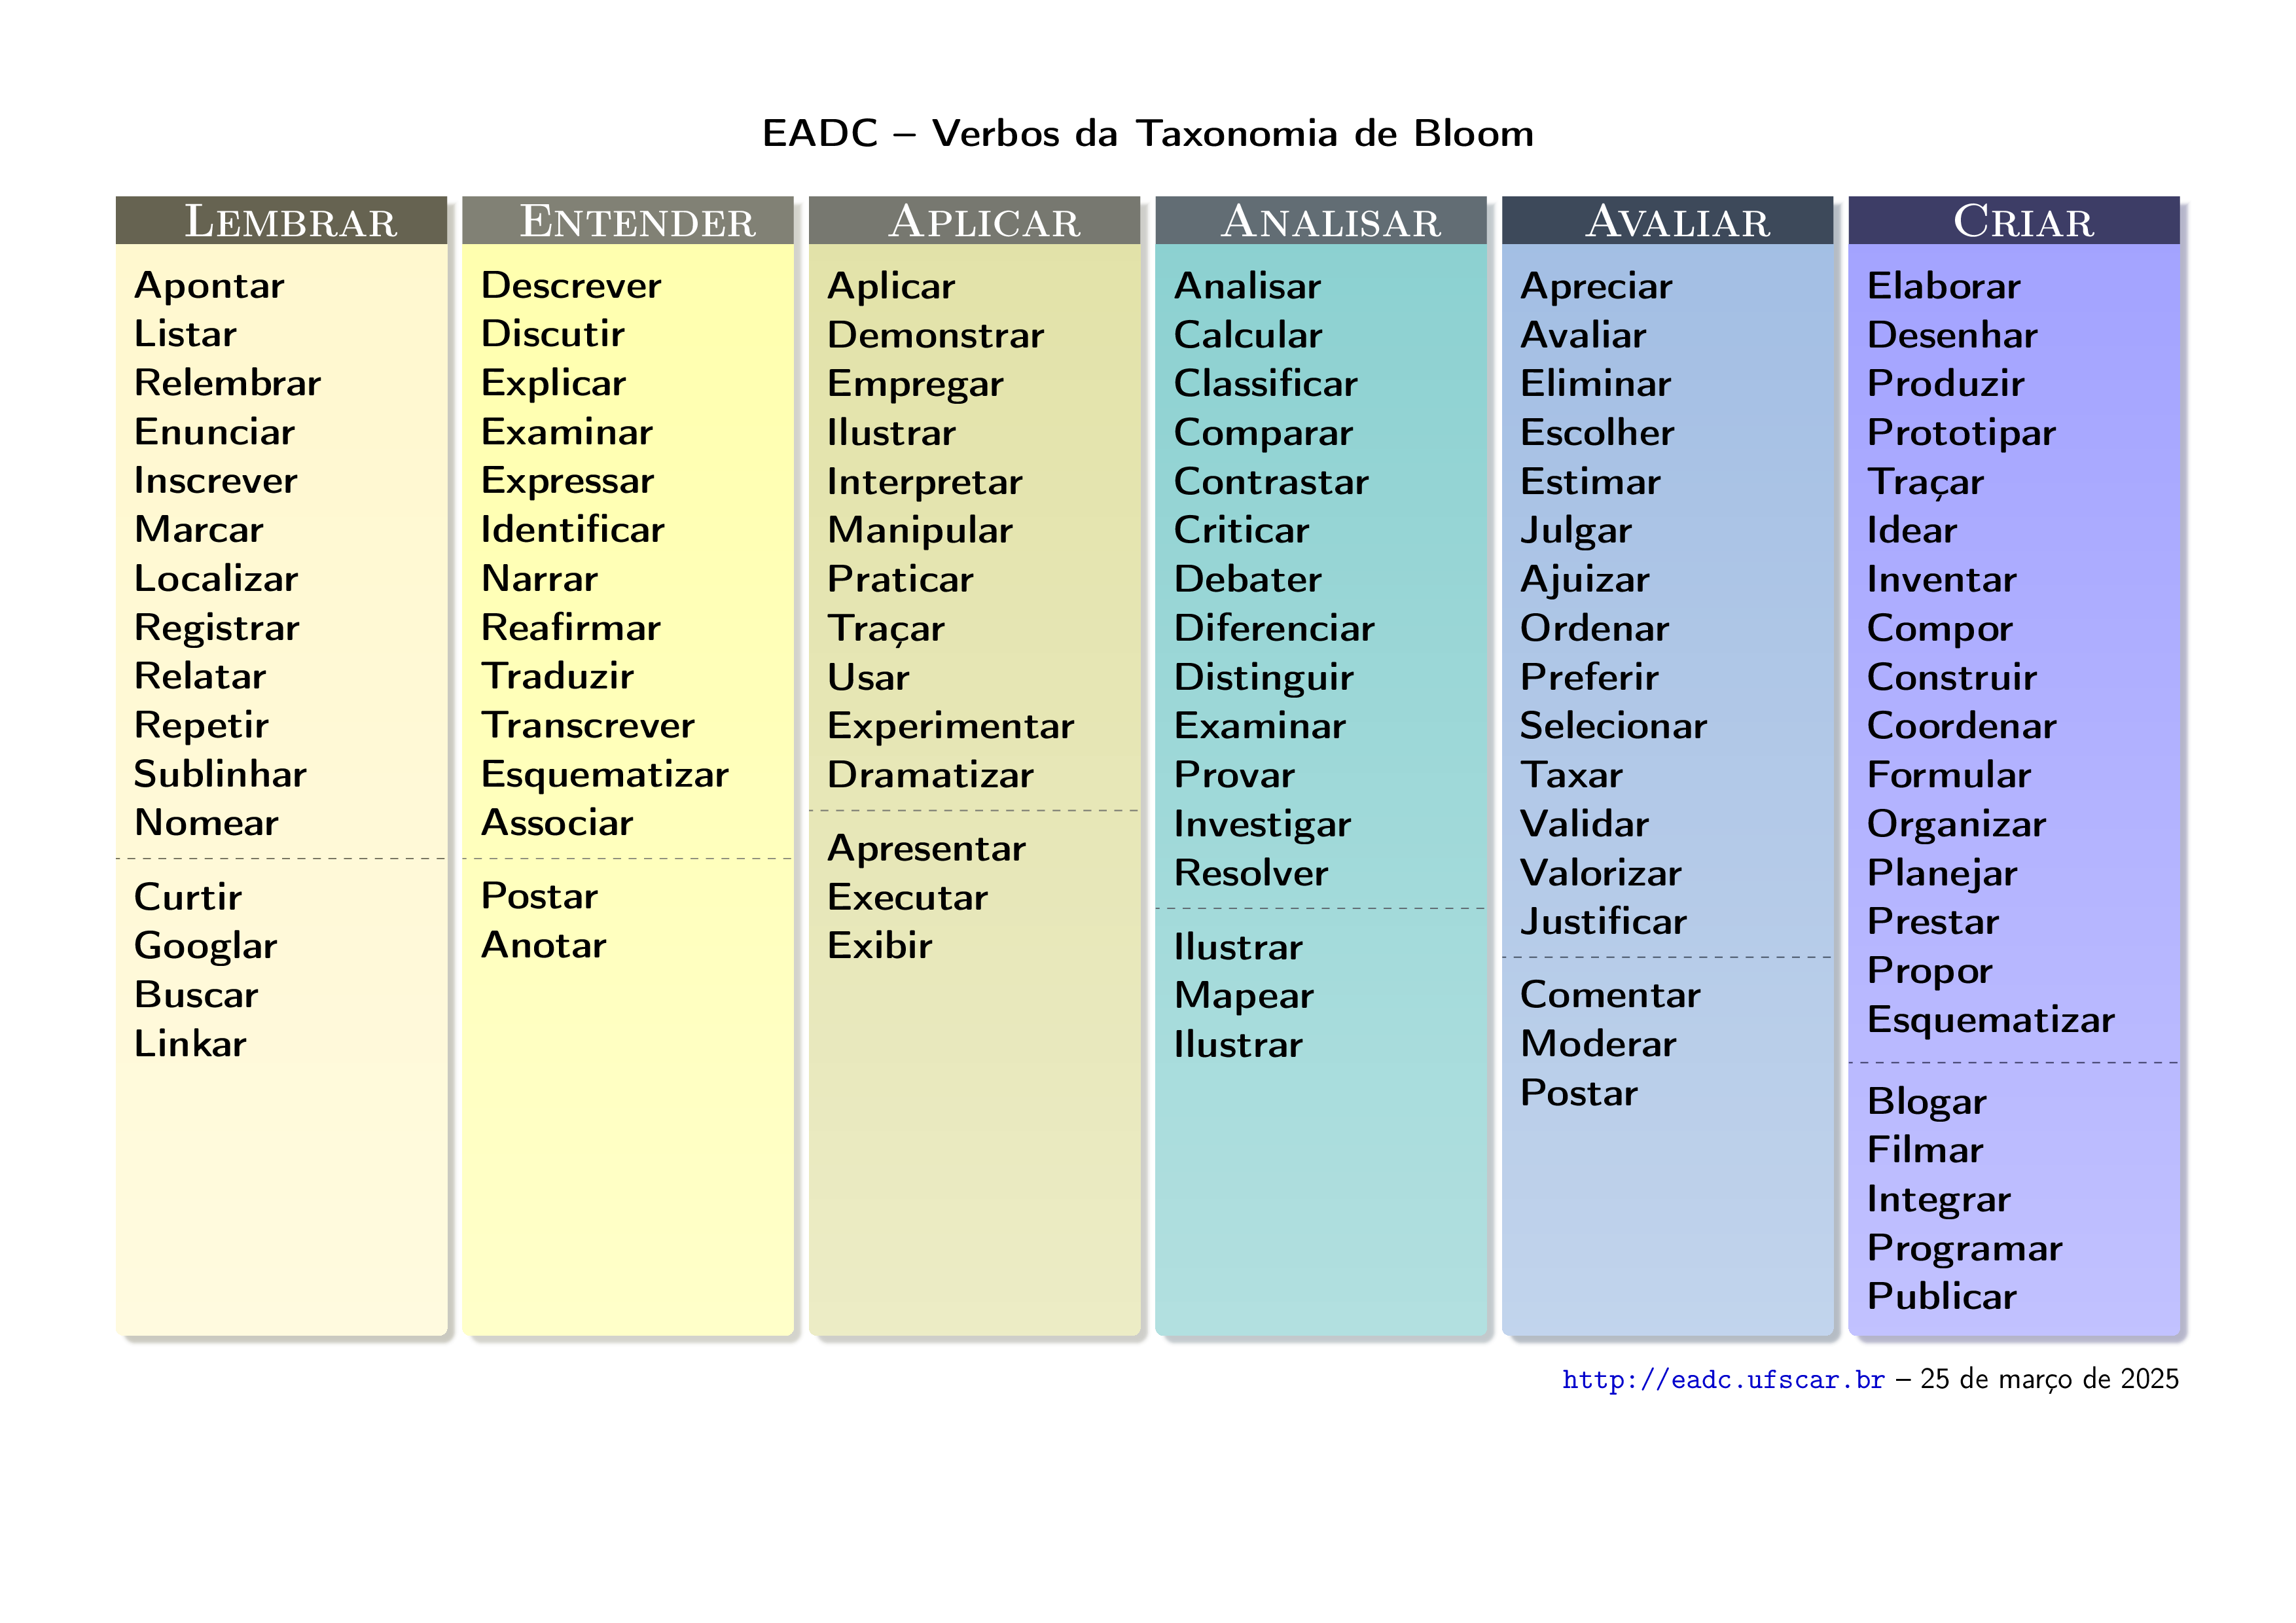 EADC – Verbos da Taxonomia de Bloom
LEMBRAR
Apontar
Listar
Relembrar
Enunciar
Inscrever
Marcar
Localizar
Registrar
Relatar
Repetir
Sublinhar
Nomear
Curtir
Googlar
Buscar
Linkar
ENTENDER
Descrever
Discutir
Explicar
Examinar
Expressar
Identificar
Narrar
Reafirmar
Traduzir
Transcrever
Esquematizar
Associar
Postar
Anotar
APLICAR
Aplicar
Demonstrar
Empregar
Ilustrar
Interpretar
Manipular
Praticar
Traçar
Usar
Experimentar
Dramatizar
Apresentar
Executar
Exibir
ANALISAR
Analisar
Calcular
Classificar
Comparar
Contrastar
Criticar
Debater
Diferenciar
Distinguir
Examinar
Provar
Investigar
Resolver
Ilustrar
Mapear
Ilustrar
AVALIAR
Apreciar
Avaliar
Eliminar
Escolher
Estimar
Julgar
Ajuizar
Ordenar
Preferir
Selecionar
Taxar
Validar
Valorizar
Justificar
Comentar
Moderar
Postar
CRIAR
Elaborar
Desenhar
Produzir
Prototipar
Traçar
Idear
Inventar
Compor
Construir
Coordenar
Formular
Organizar
Planejar
Prestar
Propor
Esquematizar
Blogar
Filmar
Integrar
Programar
Publicar
http://eadc.ufscar.br – 25 de março de 2025